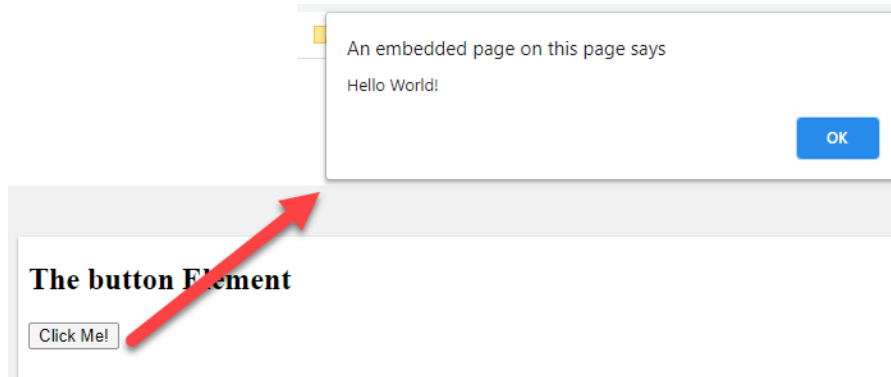 An embedded page on this page says
Hello World!
OK
The button Element
Click Me!